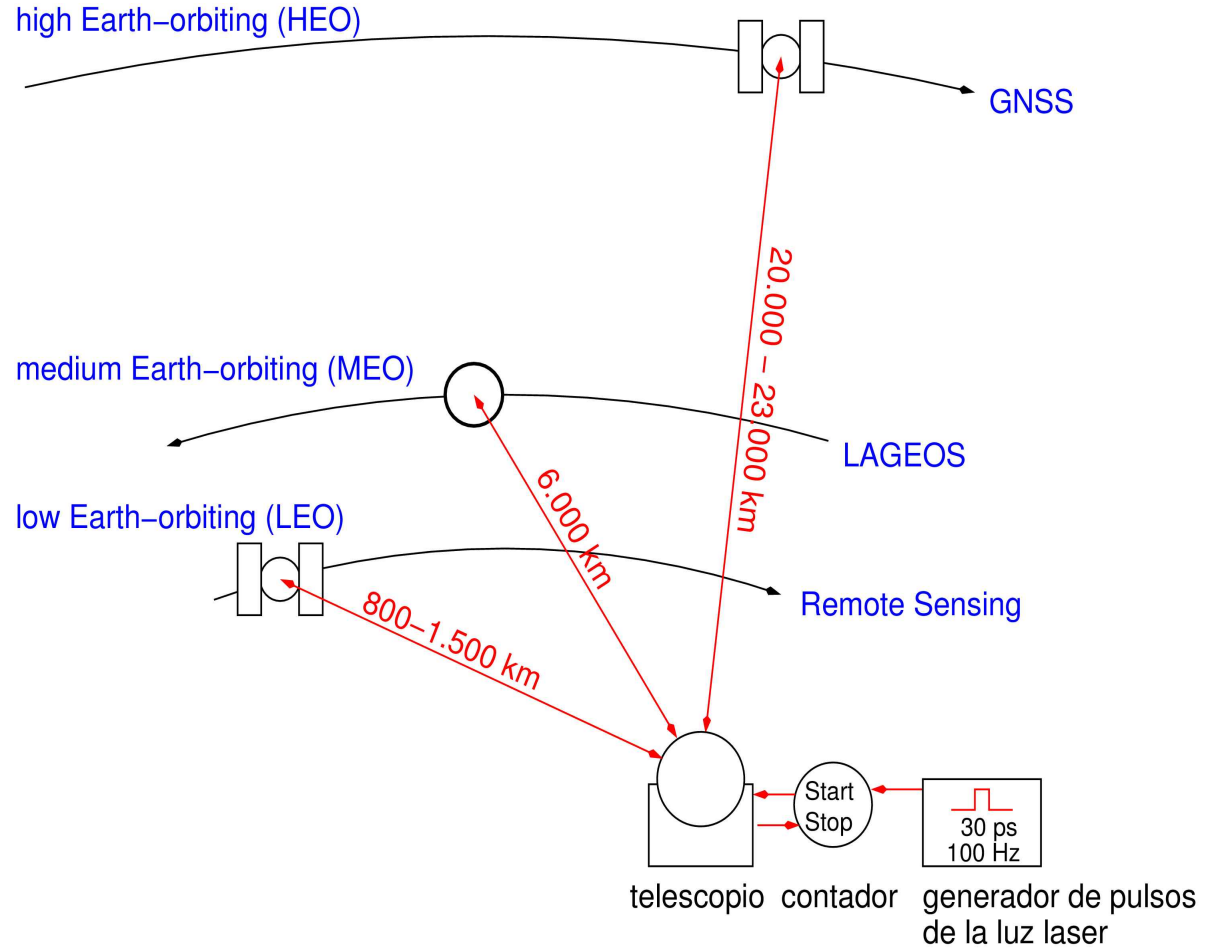 high Earth−orbiting (HEO)
GNSS
20.000 − 23.000 km
medium Earth−orbiting (MEO)
LAGEOS
6.000 km
low Earth−orbiting (LEO)
Remote Sensing
800−1.500 km
Start
Stop
30 ps
100 Hz
telescopio
contador
generador de pulsos
de la luz laser